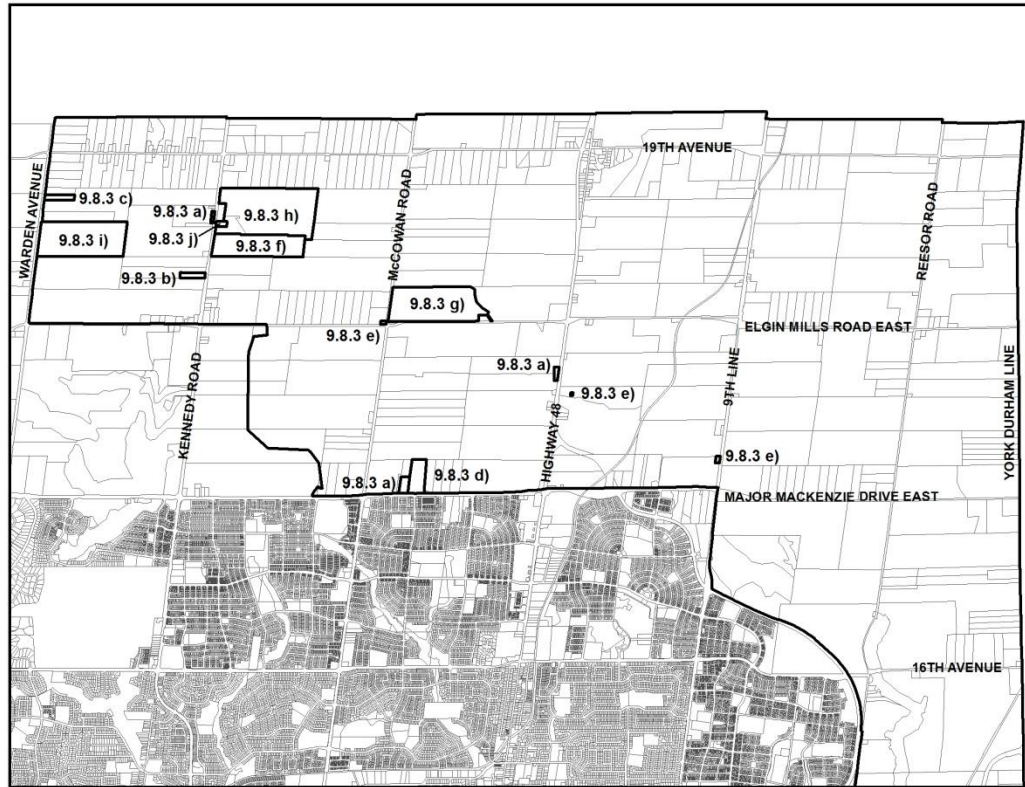 19TH AVENUE
WARDEN AVENUE
McCOWAN ROAD
REESOR ROAD
9.8.3 c)
9.8.3 a)
9.8.3 h)
9.8.3 j)
9.8.3 i)
9.8.3 f)
9.8.3 b)
9.8.3 g)
9.8.3 e)
ELGIN MILLS ROAD EAST
KENNEDY ROAD
9.8.3 a)
9.8.3 e)
9TH LINE
YORK DURHAM LINE
HIGHWAY 48
9.8.3 e)
9.8.3 a)
9.8.3 d)
MAJOR MACKENZIE DRIVE EAST
16TH AVENUE